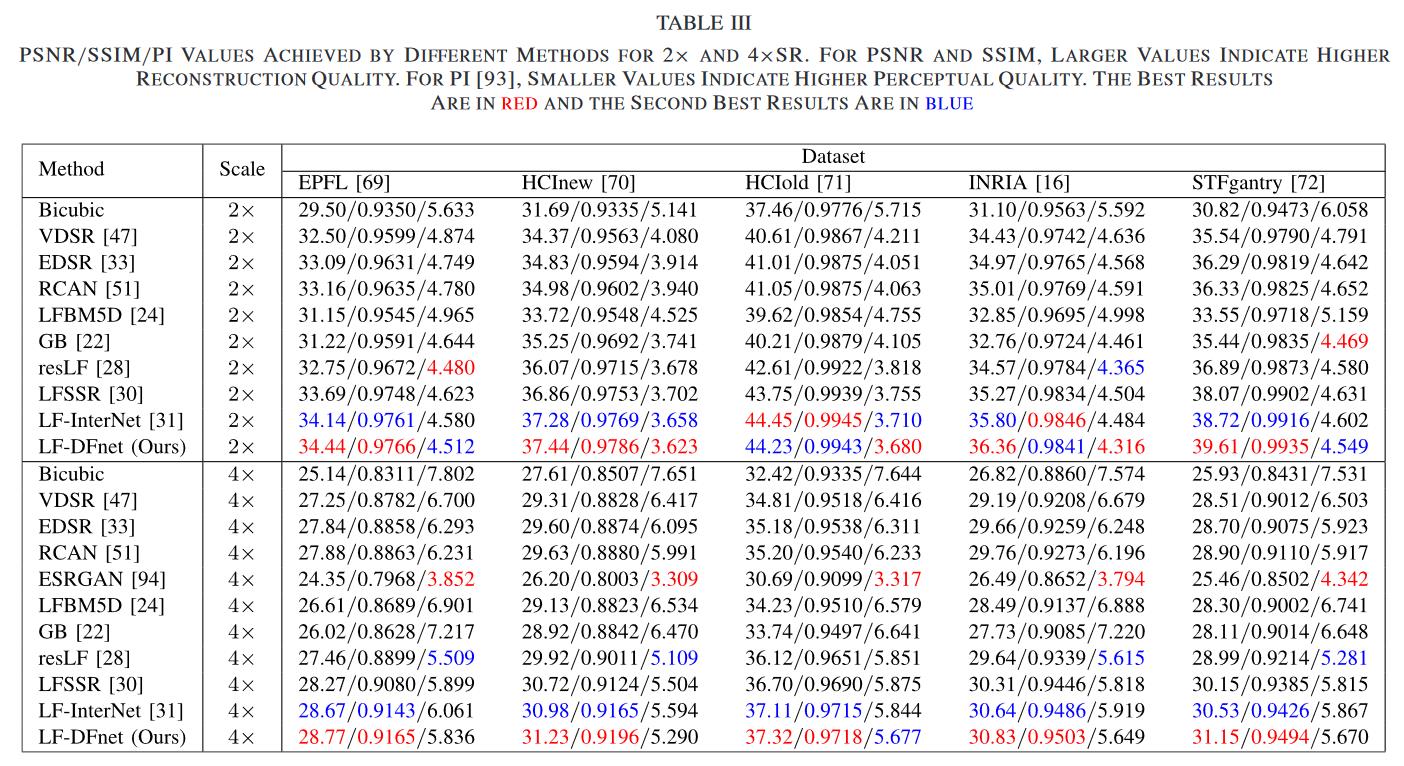 TABLE III
PSNR/SSIM/PI VALUES ACHIEVED BY DIFFERENT METHODS FOR 2× AND 4×SR. FOR PSNR AND SSIM, LARGER VALUES INDICATE HIGHER
RECONSTRUCTION QUALITY. FOR PI [93], SMALLER VALUES INDICATE HIGHER PERCEPTUAL QUALITY. THE BEST RESULTS
ARE IN RED AND THE SECOND BEST RESULTS ARE IN BLUE
Method Scale Dataset
EPFL [69] HCInew [70] HCIold [71] INRIA [16] STFgantry [72]
Bicubic 2× 29.50/0.9350/5.633 31.69/0.9335/5.141 37.46/0.9776/5.715 31.10/0.9563/5.592 30.82/0.9473/6.058
VDSR [47] 2× 32.50/0.9599/4.874 34.37/0.9563/4.080 40.61/0.9867/4.211 34.43/0.9742/4.636 35.54/0.9790/4.791
EDSR [33] 2× 33.09/0.9631/4.749 34.83/0.9594/3.914 41.01/0.9875/4.051 34.97/0.9765/4.568 36.29/0.9819/4.642
RCAN [51] 2× 33.16/0.9635/4.780 34.98/0.9602/3.940 41.05/0.9875/4.063 35.01/0.9769/4.591 36.33/0.9825/4.652
LFBM5D [24] 2× 31.15/0.9545/4.965 33.72/0.9548/4.525 39.62/0.9854/4.755 32.85/0.9695/4.998 33.55/0.9718/5.159
GB [22] 2× 31.22/0.9591/4.644 35.25/0.9692/3.741 40.21/0.9879/4.105 32.76/0.9724/4.461 35.44/0.9835/4.469
resLF [28] 2× 32.75/0.9672/4.480 36.07/0.9715/3.678 42.61/0.9922/3.818 34.57/0.9784/4.365 36.89/0.9873/4.580
LFSSR [30] 2× 33.69/0.9748/4.623 36.86/0.9753/3.702 43.75/0.9939/3.755 35.27/0.9834/4.504 38.07/0.9902/4.631
LF-InterNet [31] 2× 34.14/0.9761/4.580 37.28/0.9769/3.658 44.45/0.9945/3.710 35.80/0.9846/4.484 38.72/0.9916/4.602
LF-DFnet (Ours) 2× 34.44/0.9766/4.512 37.44/0.9786/3.623 44.23/0.9943/3.680 36.36/0.9841/4.316 39.61/0.9935/4.549
Bicubic 4× 25.14/0.8311/7.802 27.61/0.8507/7.651 32.42/0.9335/7.644 26.82/0.8860/7.574 25.93/0.8431/7.531
VDSR [47] 4× 27.25/0.8782/6.700 29.31/0.8828/6.417 34.81/0.9518/6.416 29.19/0.9208/6.679 28.51/0.9012/6.503
EDSR [33] 4× 27.84/0.8858/6.293 29.60/0.8874/6.095 35.18/0.9538/6.311 29.66/0.9259/6.248 28.70/0.9075/5.923
RCAN [51] 4× 27.88/0.8863/6.231 29.63/0.8880/5.991 35.20/0.9540/6.233 29.76/0.9273/6.196 28.90/0.9110/5.917
ESRGAN [94] 4× 24.35/0.7968/3.852 26.20/0.8003/3.309 30.69/0.9099/3.317 26.49/0.8652/3.794 25.46/0.8502/4.342
LFBM5D [24] 4× 26.61/0.8689/6.901 29.13/0.8823/6.534 34.23/0.9510/6.579 28.49/0.9137/6.888 28.30/0.9002/6.741
GB [22] 4× 26.02/0.8628/7.217 28.92/0.8842/6.470 33.74/0.9497/6.641 27.73/0.9085/7.220 28.11/0.9014/6.648
resLF [28] 4× 27.46/0.8899/5.509 29.92/0.9011/5.109 36.12/0.9651/5.851 29.64/0.9339/5.615 28.99/0.9214/5.281
LFSSR [30] 4× 28.27/0.9080/5.899 30.72/0.9124/5.504 36.70/0.9690/5.875 30.31/0.9446/5.818 30.15/0.9385/5.815
LF-InterNet [31] 4× 28.67/0.9143/6.061 30.98/0.9165/5.594 37.11/0.9715/5.844 30.64/0.9486/5.919 30.53/0.9426/5.867
LF-DFnet (Ours) 4× 28.77/0.9165/5.836 31.23/0.9196/5.290 37.32/0.9718/5.677 30.83/0.9503/5.649 31.15/0.9494/5.670